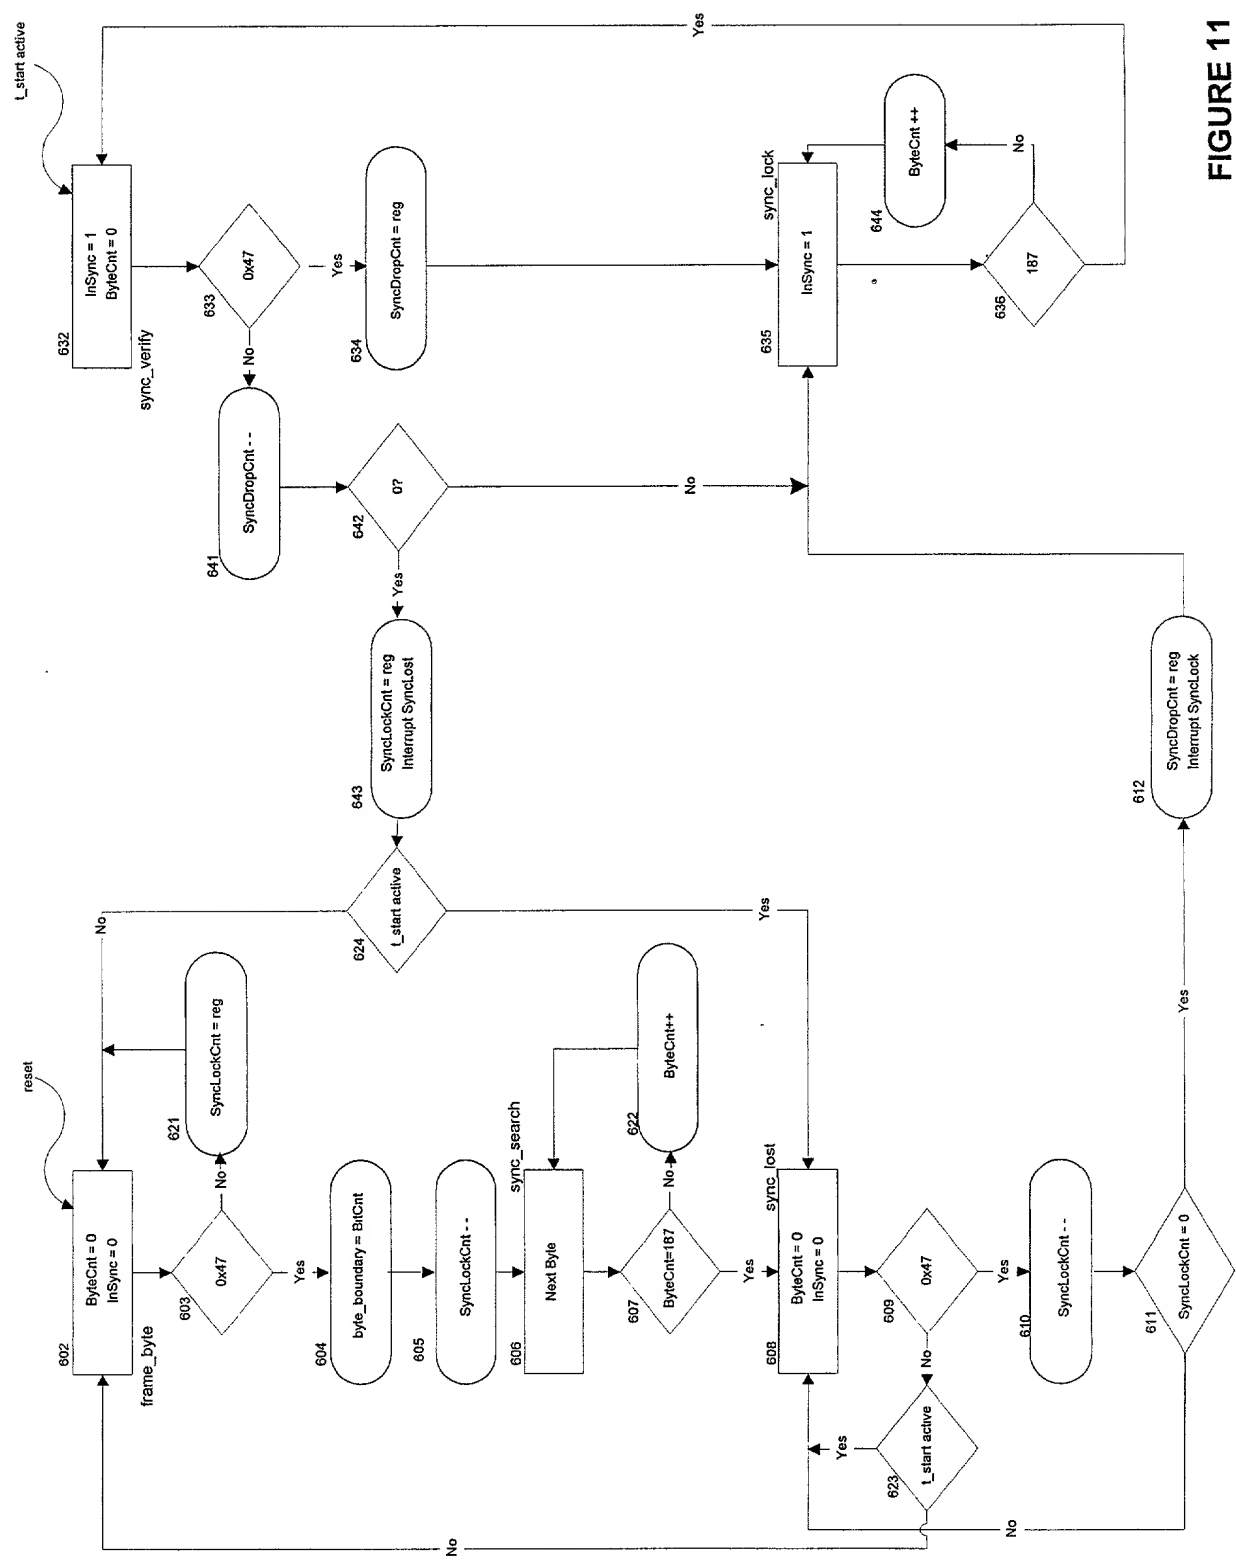 reset
ByteCnt = 0
InSync = 0
602
frame_byte
0x47
603
No
SyncLockCnt = reg
621
Yes
byte_boundary = BitCnt
604
SyncLockCnt - -
605
sync_search
Next Byte
606
ByteCnt=187
607
No
ByteCnt++
622
Yes
sync_lost
ByteCnt = 0
InSync = 0
608
0x47
609
No
t_start active
623
Yes
No
Yes
SyncLockCnt - -
610
SyncLockCnt = 0
611
No
Yes
SyncDropCnt = reg
Interrupt SyncLock
612
No
t_start active
624
Yes
SyncLockCnt = reg
Interrupt SyncLost
643
Yes
0?
642
No
SyncDropCnt - -
641
t_start active
InSync = 1
ByteCnt = 0
632
sync_verify
0x47
633
No
Yes
SyncDropCnt = reg
634
sync_lock
InSync = 1
635
187
636
No
ByteCnt ++
644
Yes
FIGURE 11